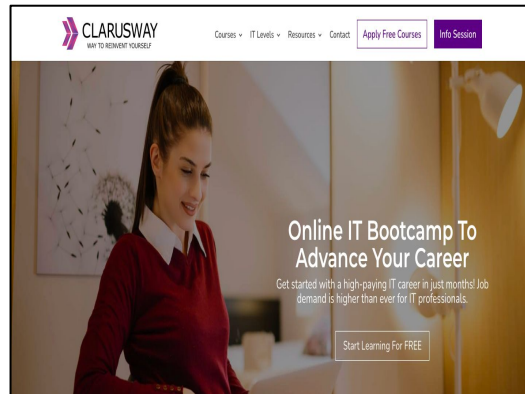 CLARUSWAY
WAY TO REINVENT YOURSELF
Courses IT Levels Resources Contact Apply Free Courses Info Session
Online IT Bootcamp To
Advance Your Career
Get started with a high-paying IT career in just months! Job
demand is higher than ever for IT professionals.
Start Learning For FREE